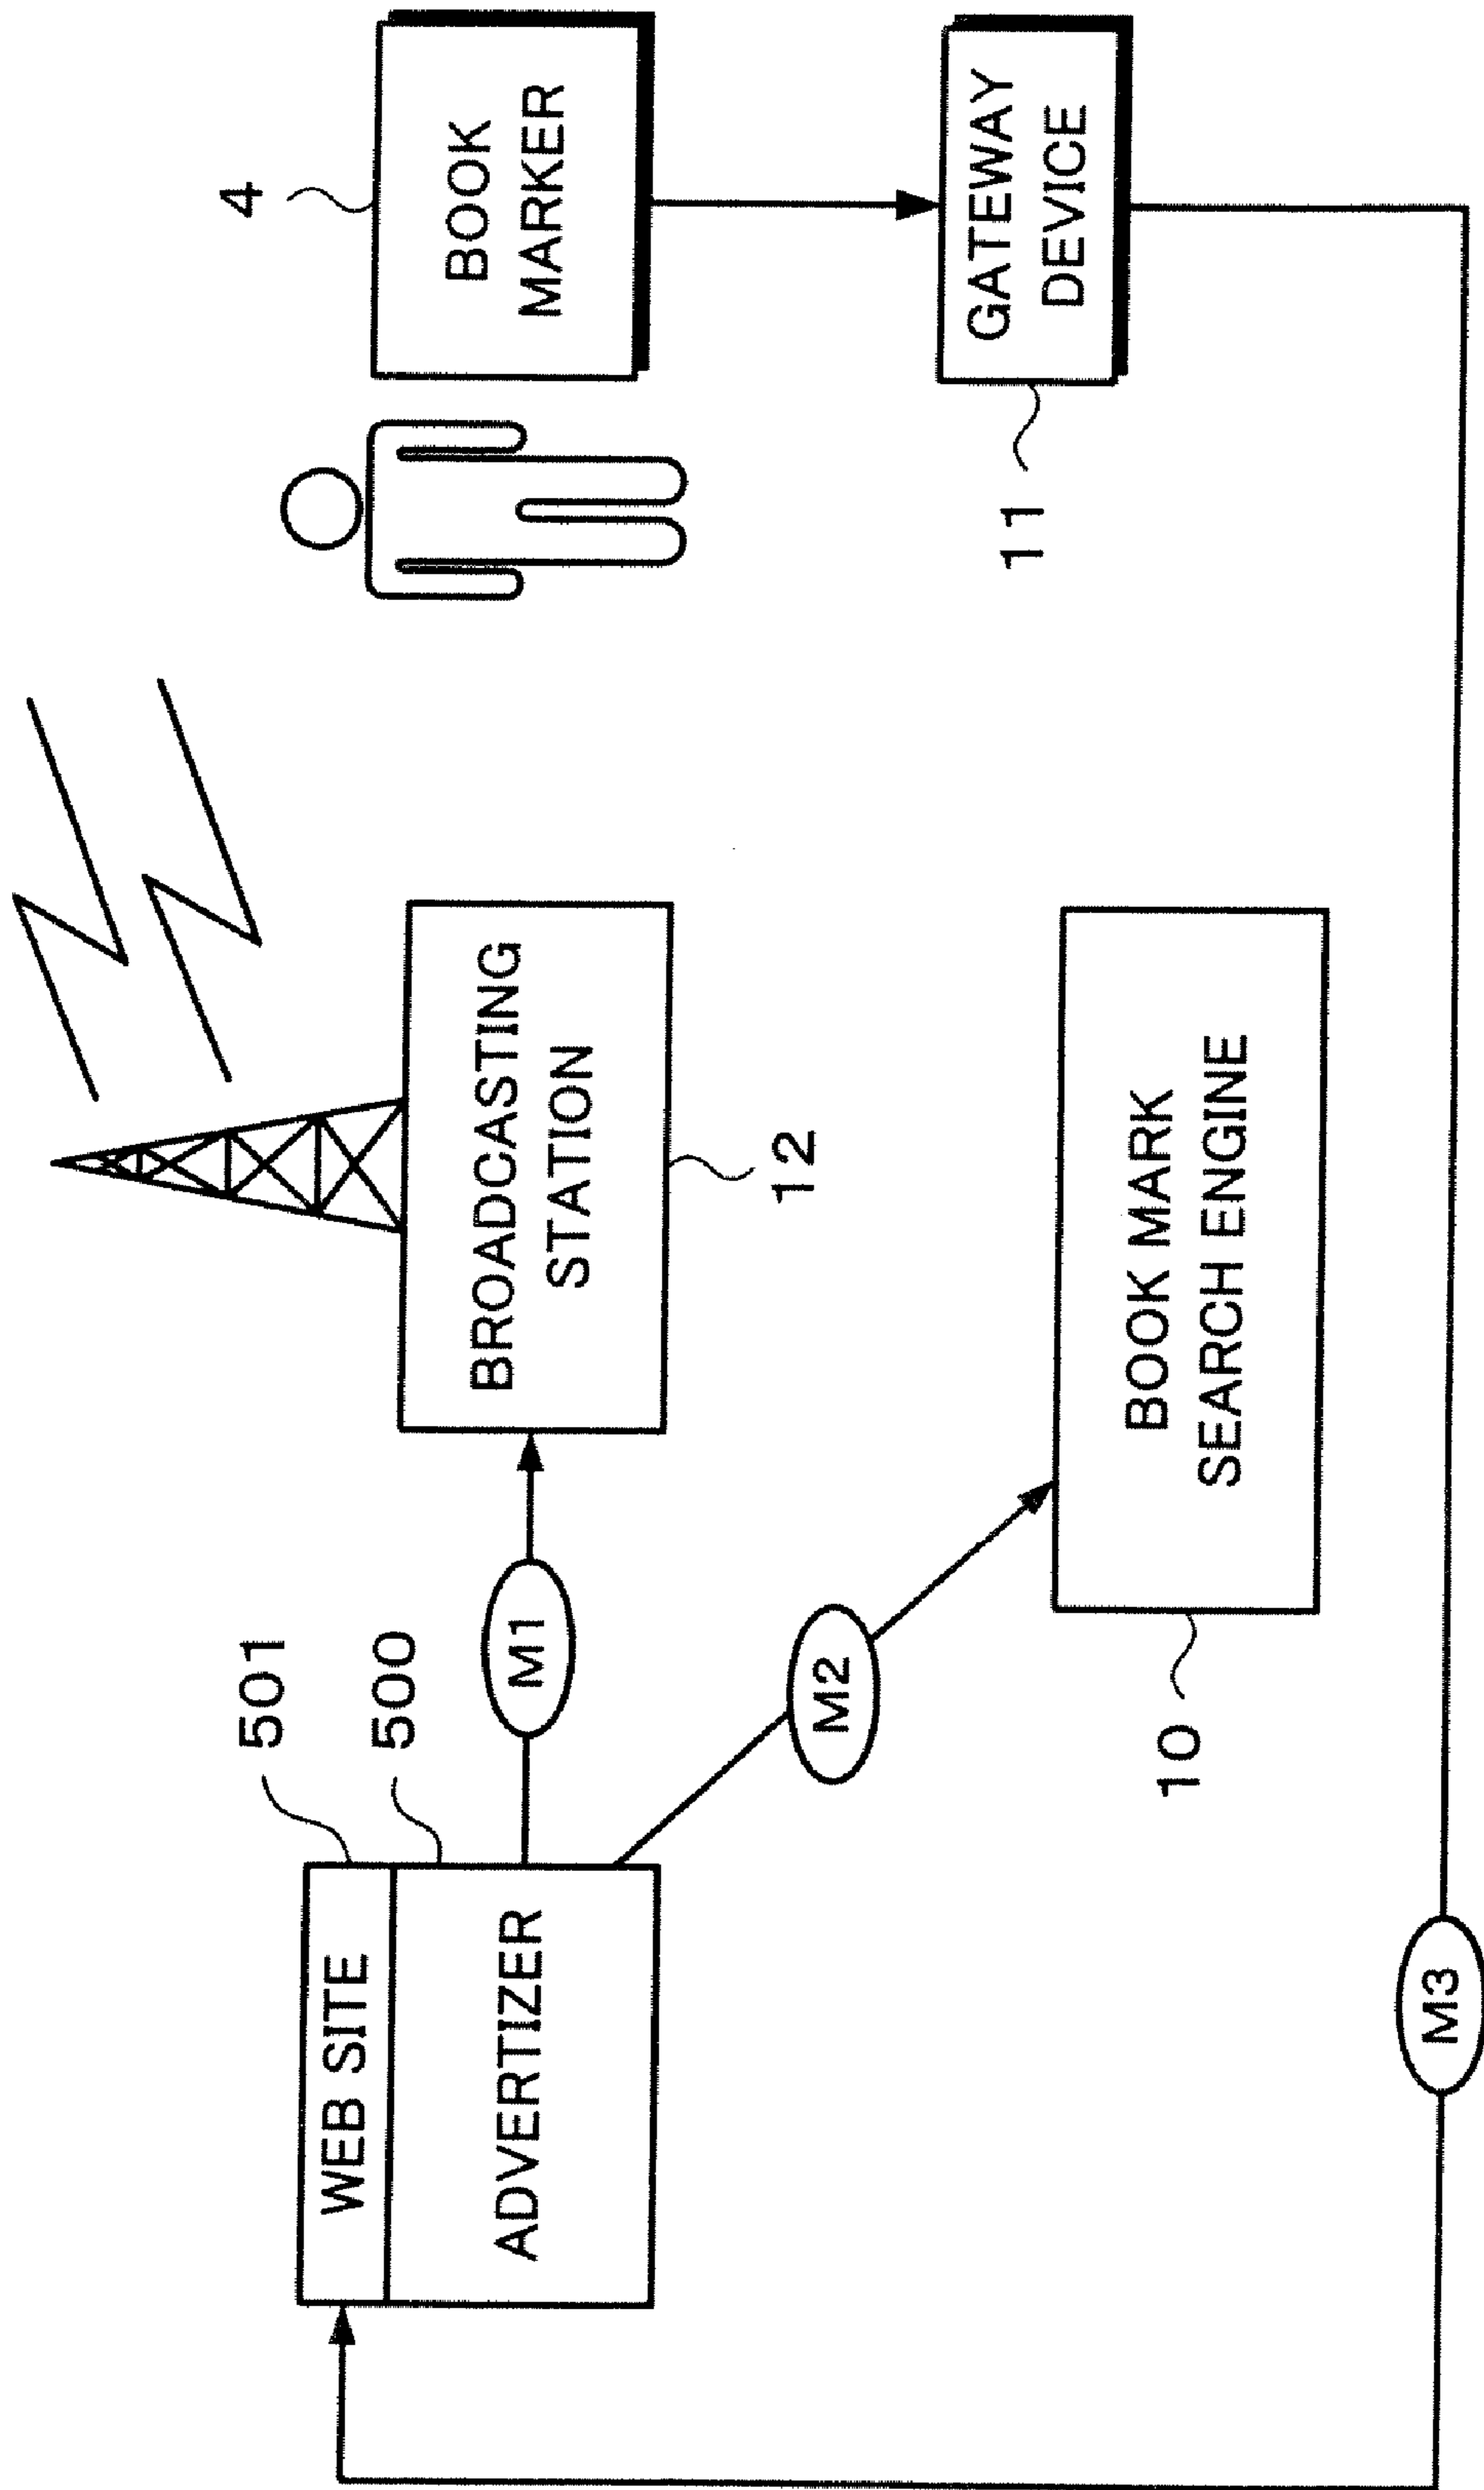 501
WEB SITE
500
ADVERTIZER
M1
M2
BROADCASTING
STATION
12
BOOK MARK
SEARCH ENGINE
10
4
BOOK
MARKER
GATEWAY
DEVICE
11
M3